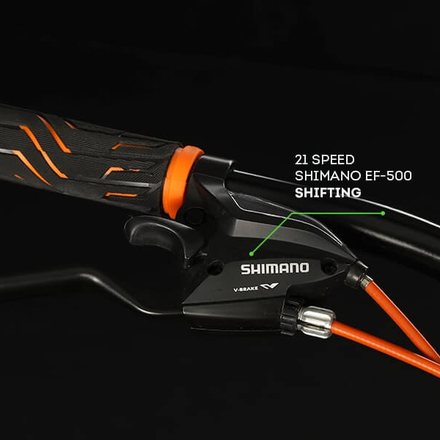 21 SPEED
SHIMANO EF-500
SHIFTING
SHIMANO
V-BRAKE